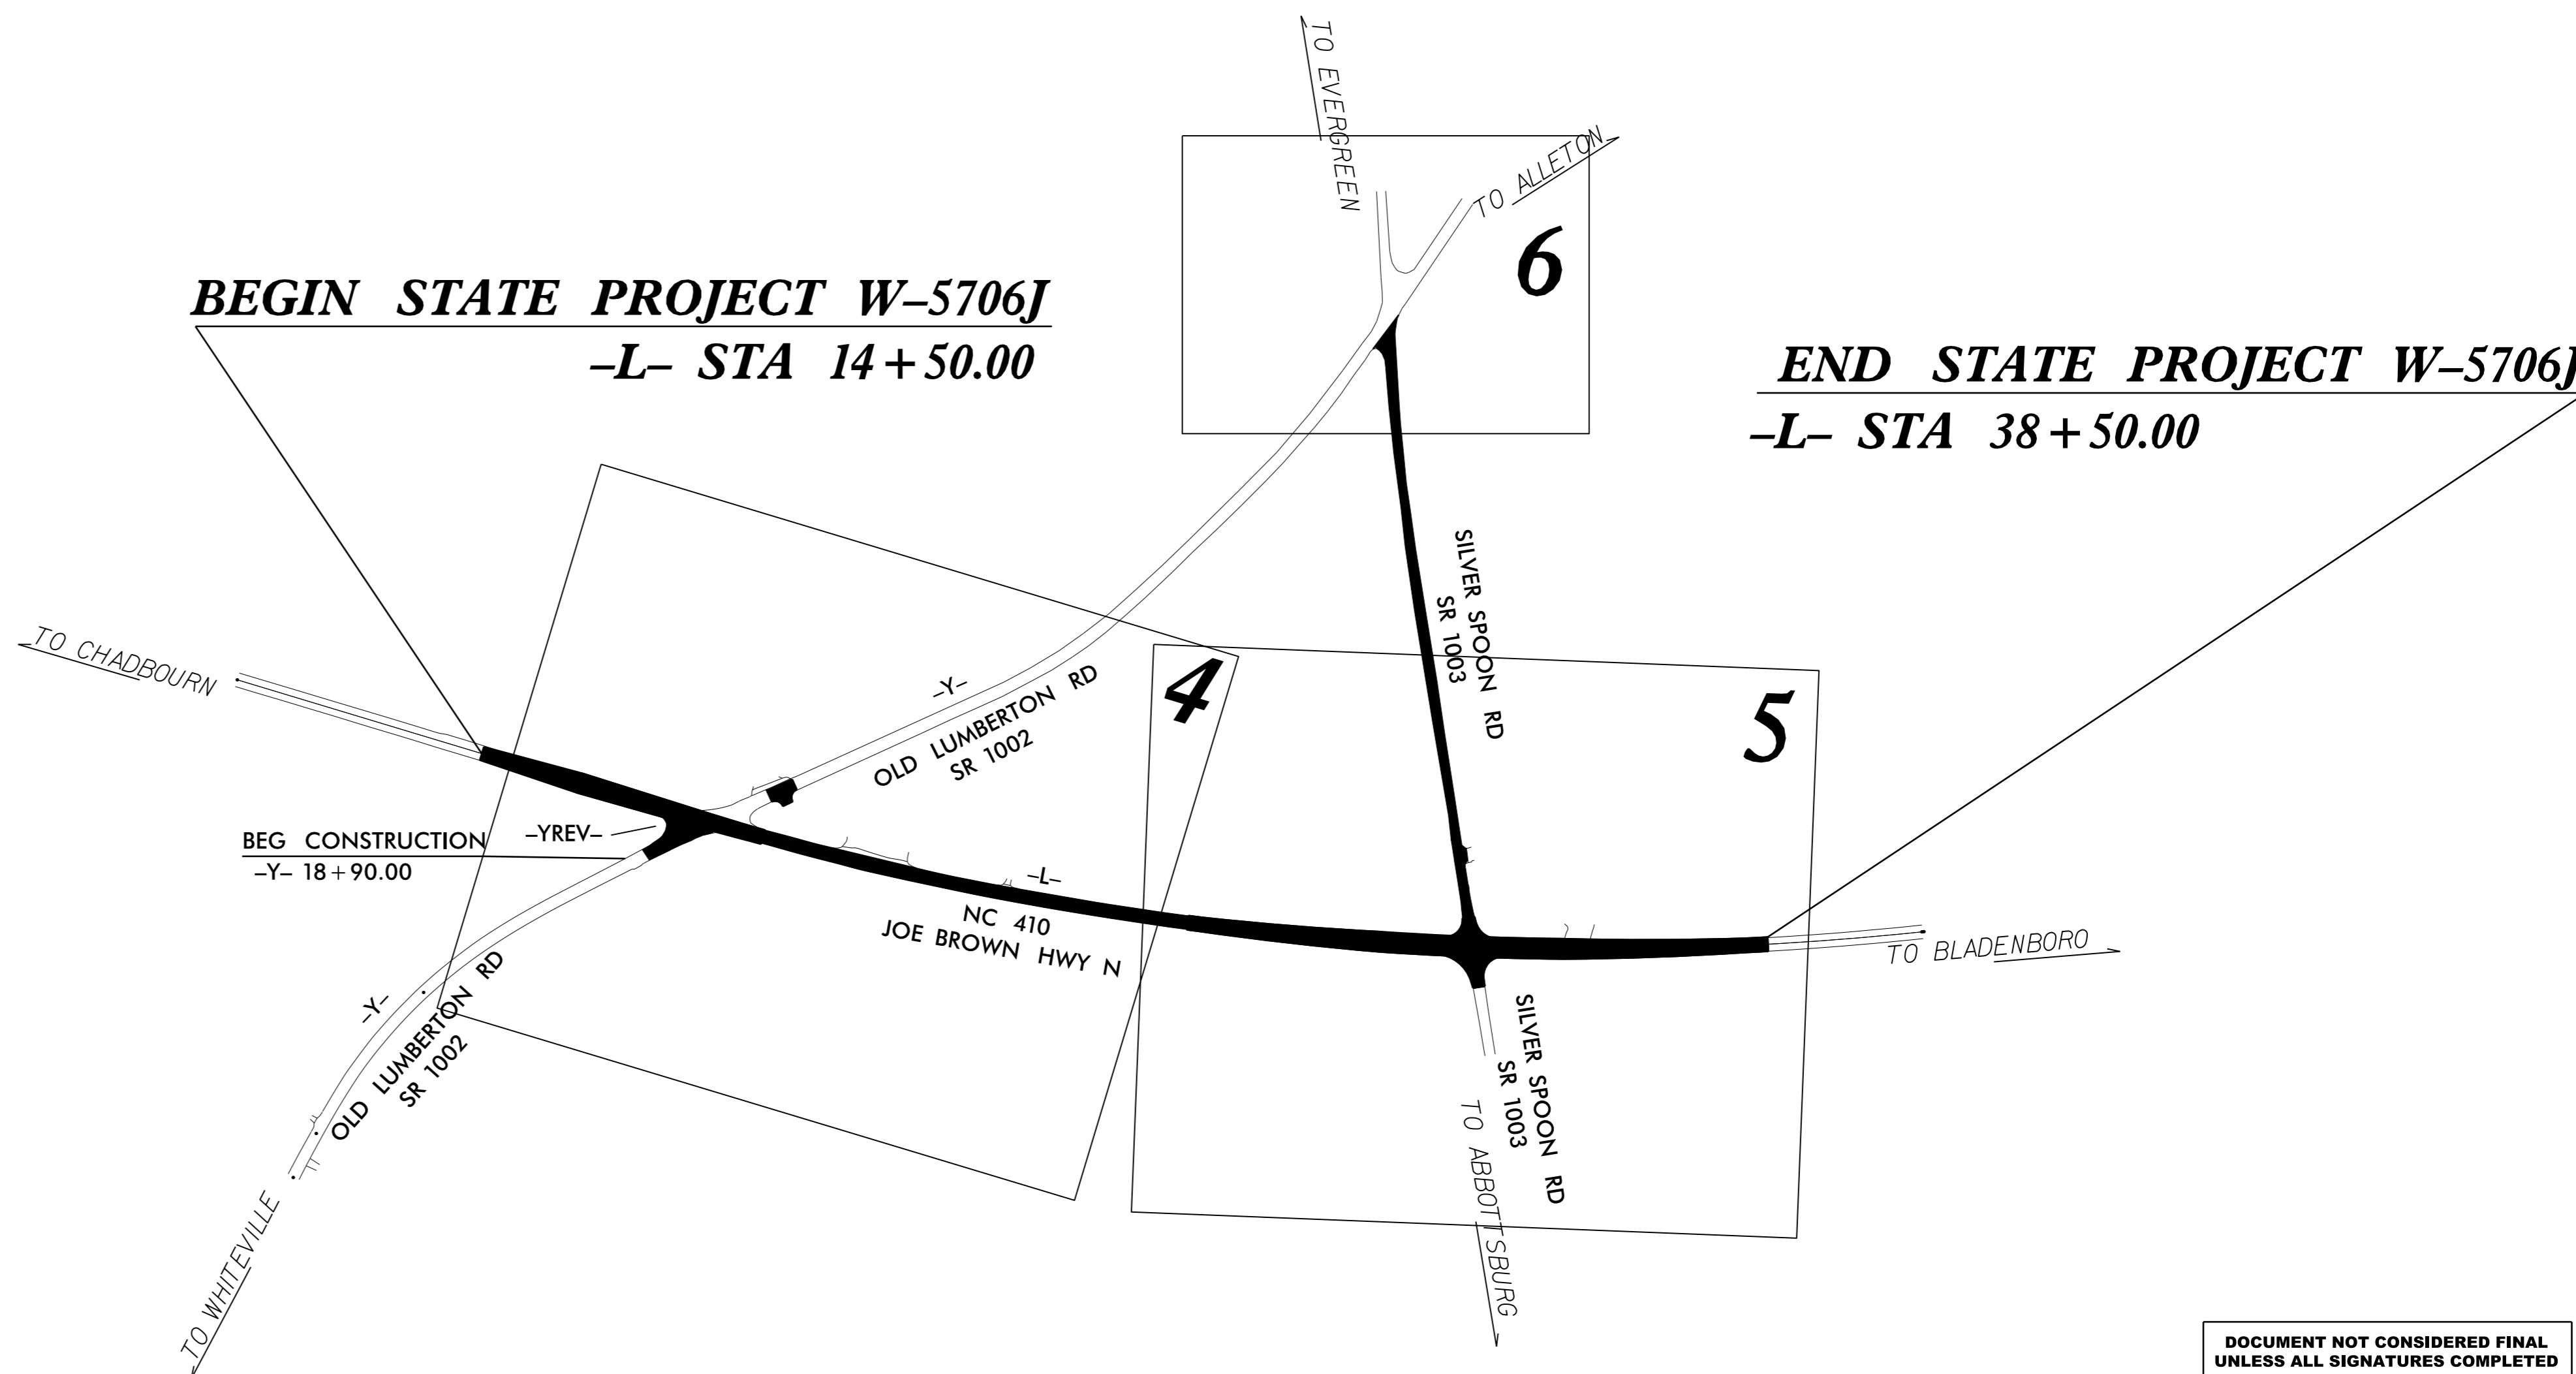 TO EVERGREEN
TO ALLETON
6
BEGIN STATE PROJECT W–5706J
–L– STA 14+50.00
END STATE PROJECT W–5706J
–L– STA 38+50.00
SILVER SPOON RD
SR 1003
TO CHADBOURN
4
5
–Y–
OLD LUMBERTON RD
SR 1002
BEG CONSTRUCTION
–Y– 18+90.00
–YREV–
–L–
NC 410
JOE BROWN HWY N
TO BLADENBORO
–Y–
OLD LUMBERTON RD
SR 1002
SILVER SPOON RD
SR 1003
TO ABBOTTSBURG
TO WHITEVILLE
DOCUMENT NOT CONSIDERED FINAL
UNLESS ALL SIGNATURES COMPLETED